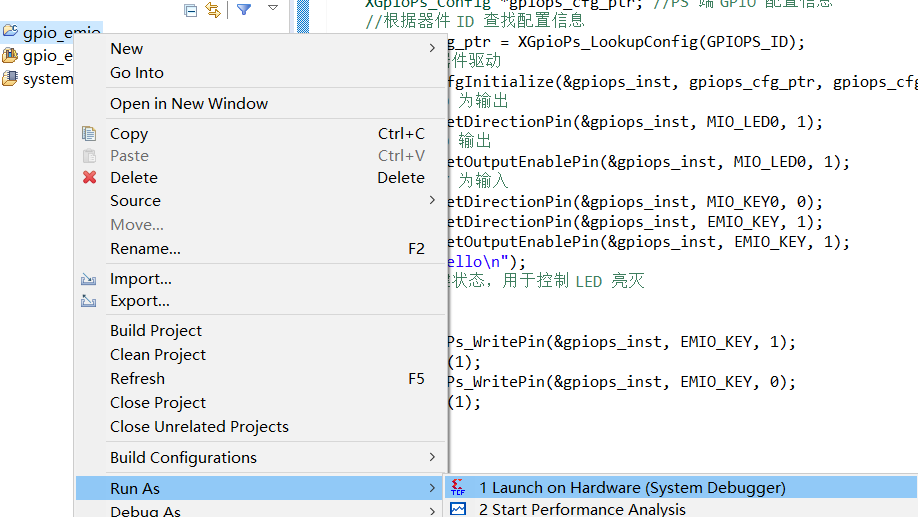 XGpioPs_Config *gpiops_cfg_ptr; //PS 端 GPIO 配置信息
//根据器件 ID 查找配置信息
g_ptr = XGpioPs_LookupConfig(GPIOPS_ID);
件驱动
fgInitialize(&gpiops_inst, gpiops_cfg_ptr, gpiops_cfg
为输出
etDirectionPin(&gpiops_inst, MIO_LED0, 1);
输出
etOutputEnablePin(&gpiops_inst, MIO_LED0, 1);
为输入
etDirectionPin(&gpiops_inst, MIO_KEY0, 0);
etDirectionPin(&gpiops_inst, EMIO_KEY, 1);
etOutputEnablePin(&gpiops_inst, EMIO_KEY, 1);
ello\n");
状态，用于控制 LED 亮灭
Ps_WritePin(&gpiops_inst, EMIO_KEY, 1);
(1);
Ps_WritePin(&gpiops_inst, EMIO_KEY, 0);
(1);
gpio_emio
gpio_e
system
New
Go Into
Open in New Window
Copy Ctrl+C
Paste Ctrl+V
Delete Delete
Source
Move...
Rename... F2
Import...
Export...
Build Project
Clean Project
Refresh F5
Close Project
Close Unrelated Projects
Build Configurations
Run As
Debug As
TCF 1 Launch on Hardware (System Debugger)
2 Start Performance Analysis